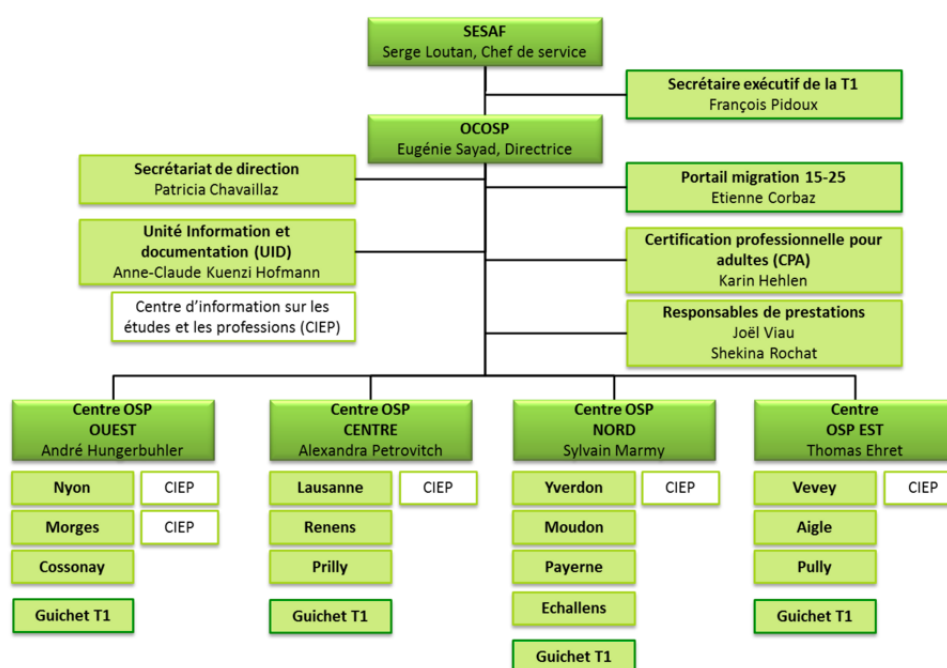 SESAF
Serge Loutan, Chef de service
Secrétaire exécutif de la T1
François Pidoux
OCOSP
Eugénie Sayad, Directrice
Secrétariat de direction
Patricia Chavaillaz
Portail migration 15-25
Etienne Corbaz
Unité Information et
documentation (UID)
Anne-Claude Kuenzi Hofmann
Certification professionnelle pour
adultes (CPA)
Karin Hehlen
Centre d'information sur les
études et les professions (CIEP)
Responsables de prestations
Joël Viau
Shekina Rochat
Centre OSP
OUEST
André Hungerbuhler
Nyon
CIEP
Morges
CIEP
Cossonay
Guichet T1
Centre OSP
CENTRE
Alexandra Petrovitch
Lausanne
CIEP
Renens
Prilly
Guichet T1
Centre OSP
NORD
Sylvain Marmy
Yverdon
CIEP
Moudon
Payerne
Echallens
Guichet T1
Centre
OSP EST
Thomas Ehret
Vevey
CIEP
Aigle
Pully
Guichet T1